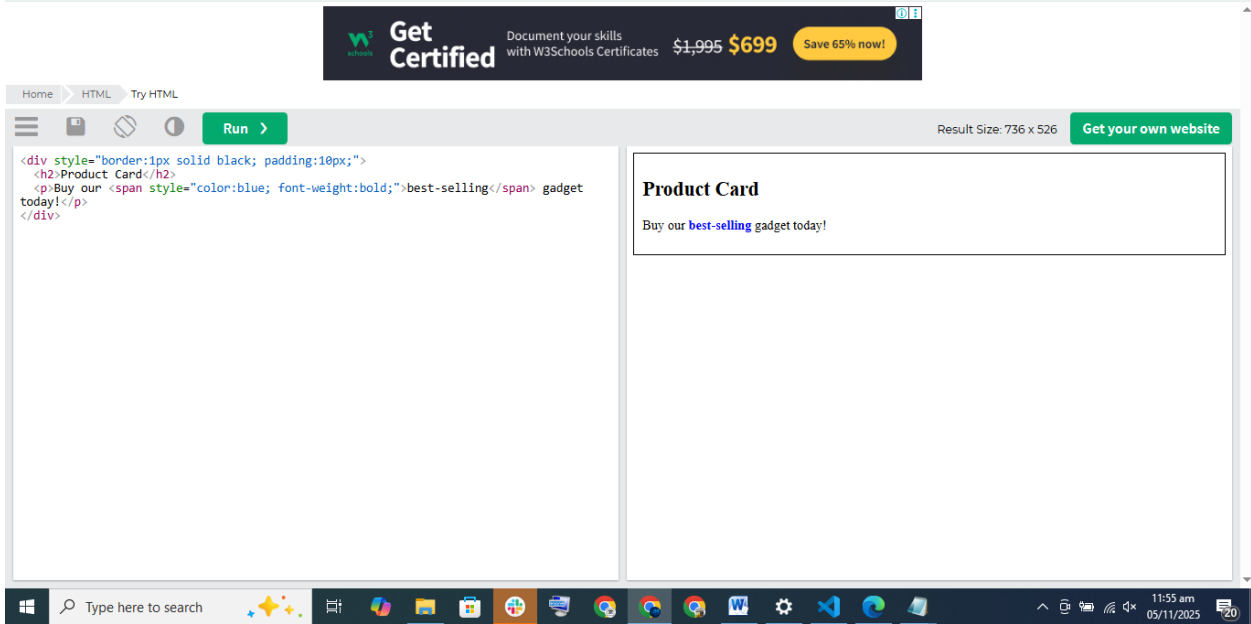 Get
Certified
W3
schools
Document your skills
with W3Schools Certificates
$1,995 $699
Save 65% now!
Home HTML Try HTML
Run ❯
Result Size: 736 x 526
Get your own website
<div style="border:1px solid black; padding:10px;">
<h2>Product Card</h2>
<p>Buy our <span style="color:blue; font-weight:bold;">best-selling</span> gadget
today!</p>
</div>
Product Card
Buy our best-selling gadget today!
Type here to search
11:55 am
05/11/2025
20